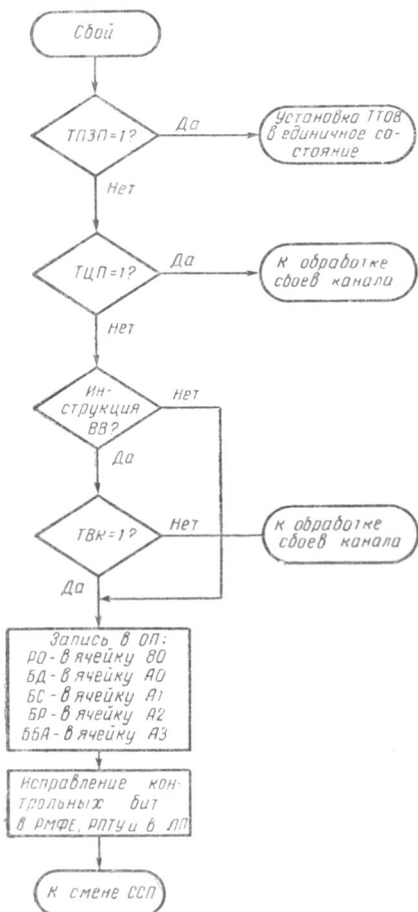 Сбой
ТПЗП=1?
Да
Установка ТТОВ
в единичное со-
стояние
Нет
ТЦП=1?
Да
К обработке
сбоев канала
Нет
Ин-
струкция
ВВ?
Нет
Да
ТВК=1?
Нет
К обработке
сбоев канала
Да
Запись в ОП:
РО-в ячейку 80
БД-в ячейку А0
БС-в ячейку А1
БР-в ячейку А2
ББА-в ячейку А3
Исправление кон-
трольных бит
в РМФЕ, РПТУ и в ЛП
К смене ССП